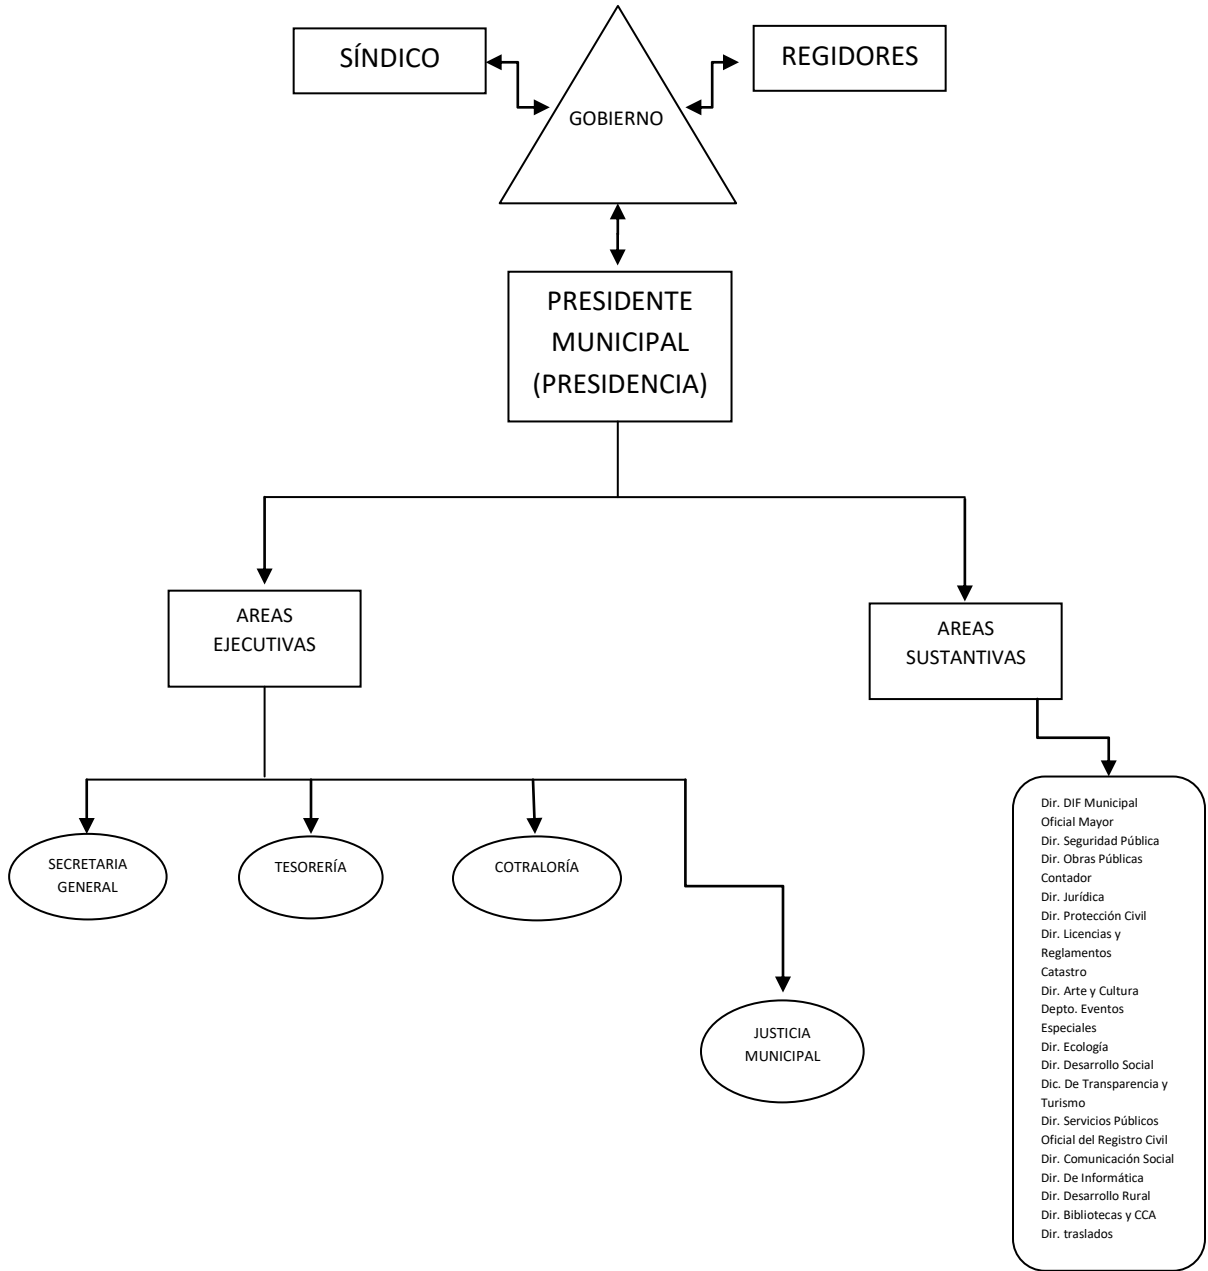 SÍNDICO
REGIDORES
GOBIERNO
PRESIDENTE
MUNICIPAL
(PRESIDENCIA)
AREAS
EJECUTIVAS
AREAS
SUSTANTIVAS
SECRETARIA
GENERAL
TESORERÍA
COTRALORÍA
JUSTICIA
MUNICIPAL
Dir. DIF Municipal
Oficial Mayor
Dir. Seguridad Pública
Dir. Obras Públicas
Contador
Dir. Jurídica
Dir. Protección Civil
Dir. Licencias y
Reglamentos
Catastro
Dir. Arte y Cultura
Depto. Eventos
Especiales
Dir. Ecología
Dir. Desarrollo Social
Dic. De Transparencia y
Turismo
Dir. Servicios Públicos
Oficial del Registro Civil
Dir. Comunicación Social
Dir. De Informática
Dir. Desarrollo Rural
Dir. Bibliotecas y CCA
Dir. traslados